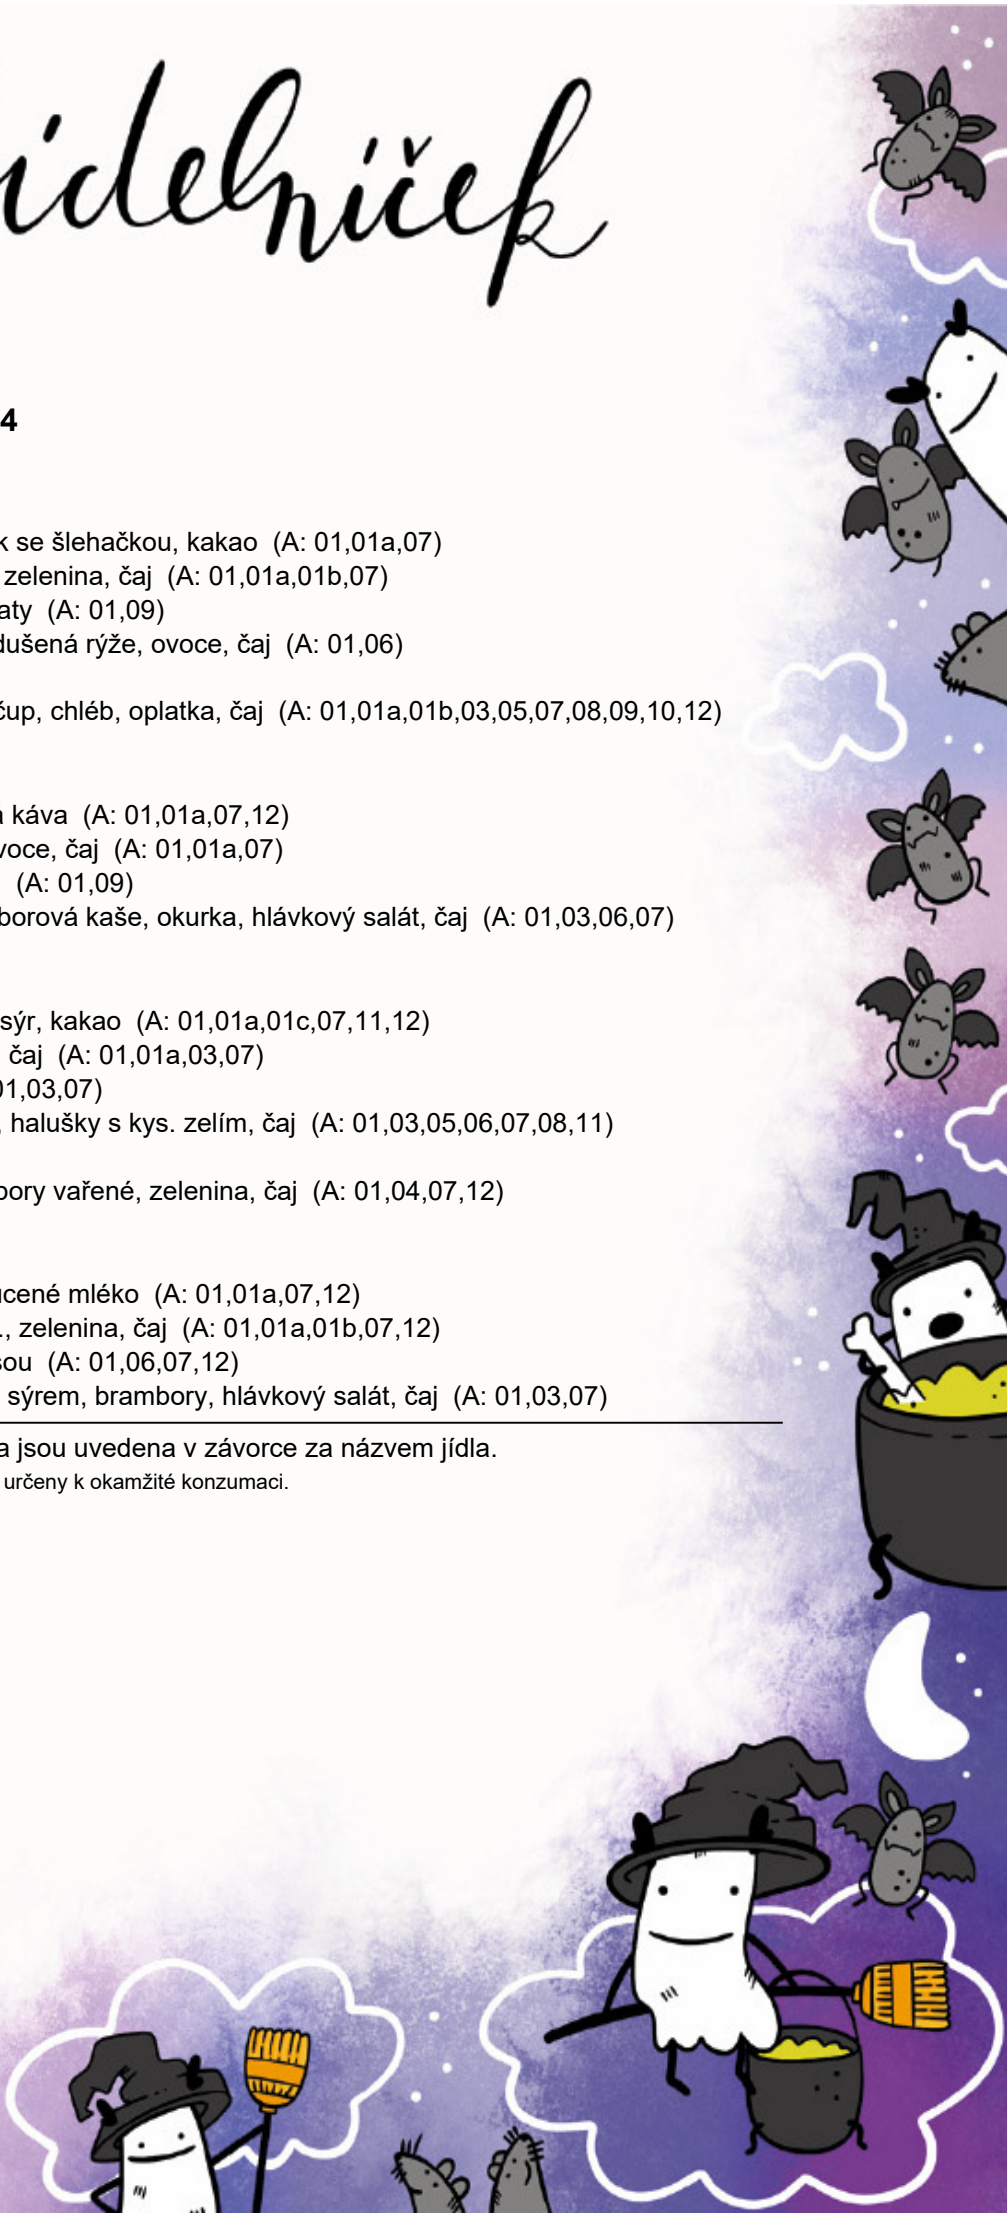 ídelníček
4
k se šlehačkou, kakao (A: 01,01a,07)
zelenina, čaj (A: 01,01a,01b,07)
aty (A: 01,09)
dušená rýže, ovoce, čaj (A: 01,06)
čup, chléb, oplatka, čaj (A: 01,01a,01b,03,05,07,08,09,10,12)
a káva (A: 01,01a,07,12)
voce, čaj (A: 01,01a,07)
(A: 01,09)
borová kaše, okurka, hlávkový salát, čaj (A: 01,03,06,07)
sýr, kakao (A: 01,01a,01c,07,11,12)
, čaj (A: 01,01a,03,07)
01,03,07)
, halušky s kys. zelím, čaj (A: 01,03,05,06,07,08,11)
bory vařené, zelenina, čaj (A: 01,04,07,12)
ucené mléko (A: 01,01a,07,12)
., zelenina, čaj (A: 01,01a,01b,07,12)
sou (A: 01,06,07,12)
sýrem, brambory, hlávkový salát, čaj (A: 01,03,07)
a jsou uvedena v závorce za názvem jídla.
určeny k okamžité konzumaci.